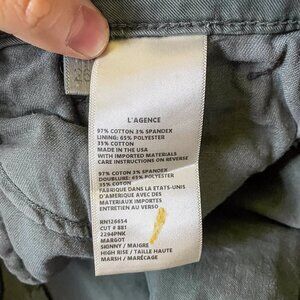 L'AGENCE
97% COTTON 3% SPANDEX
LINING: 65% POLYESTER
35% COTTON
MADE IN THE USA
WITH IMPORTED MATERIALS
CARE INSTRUCTIONS ON REVERSE
97% COTON 3% SPANDEX
DOUBLURE: 65% POLYESTER
35% COTON
FABRIQUE DANS LA ETATS-UNIS
D'AMERIQUE AVEC DES
MATERIAUX IMPORTES
ENTRETIEN AU VERSO
RN126654
CUT # 881
2294PNK
MARGOT
SKINNY / MAIGRE
HIGH RISE / TAILLE HAUTE
MARSH / MARÉCAGE